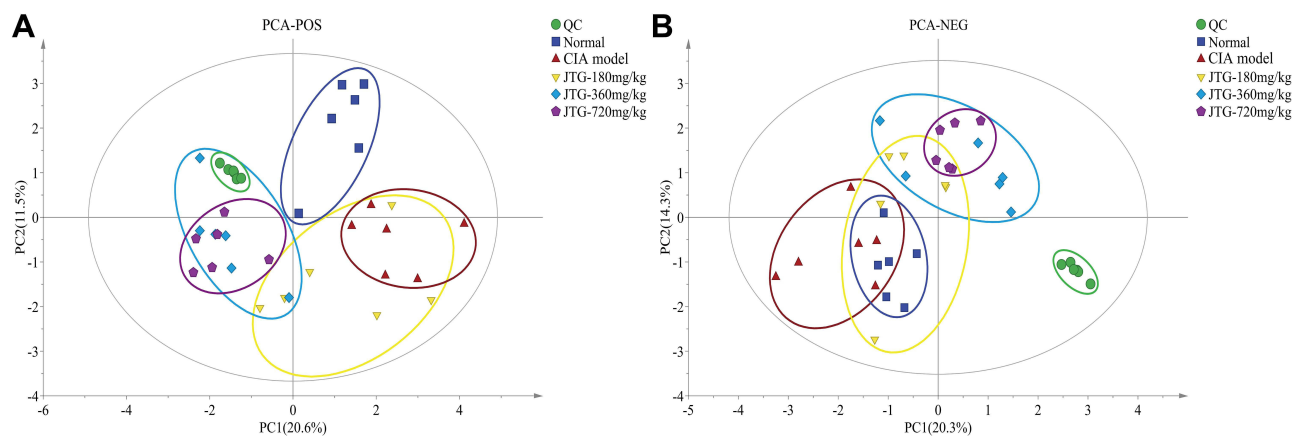 A
PCA-POS
QC
Normal
CIA model
JTG-180mg/kg
JTG-360mg/kg
JTG-720mg/kg
PC2(11.5%)
3
2
1
0
-1
-2
-3
-4
-6
-4
-2
0
2
4
PC1(20.6%)
B
PCA-NEG
QC
Normal
CIA model
JTG-180mg/kg
JTG-360mg/kg
JTG-720mg/kg
PC2(14.3%)
3
2
1
0
-1
-2
-3
-4
-5
-4
-3
-2
-1
0
1
2
3
4
5
PC1(20.3%)